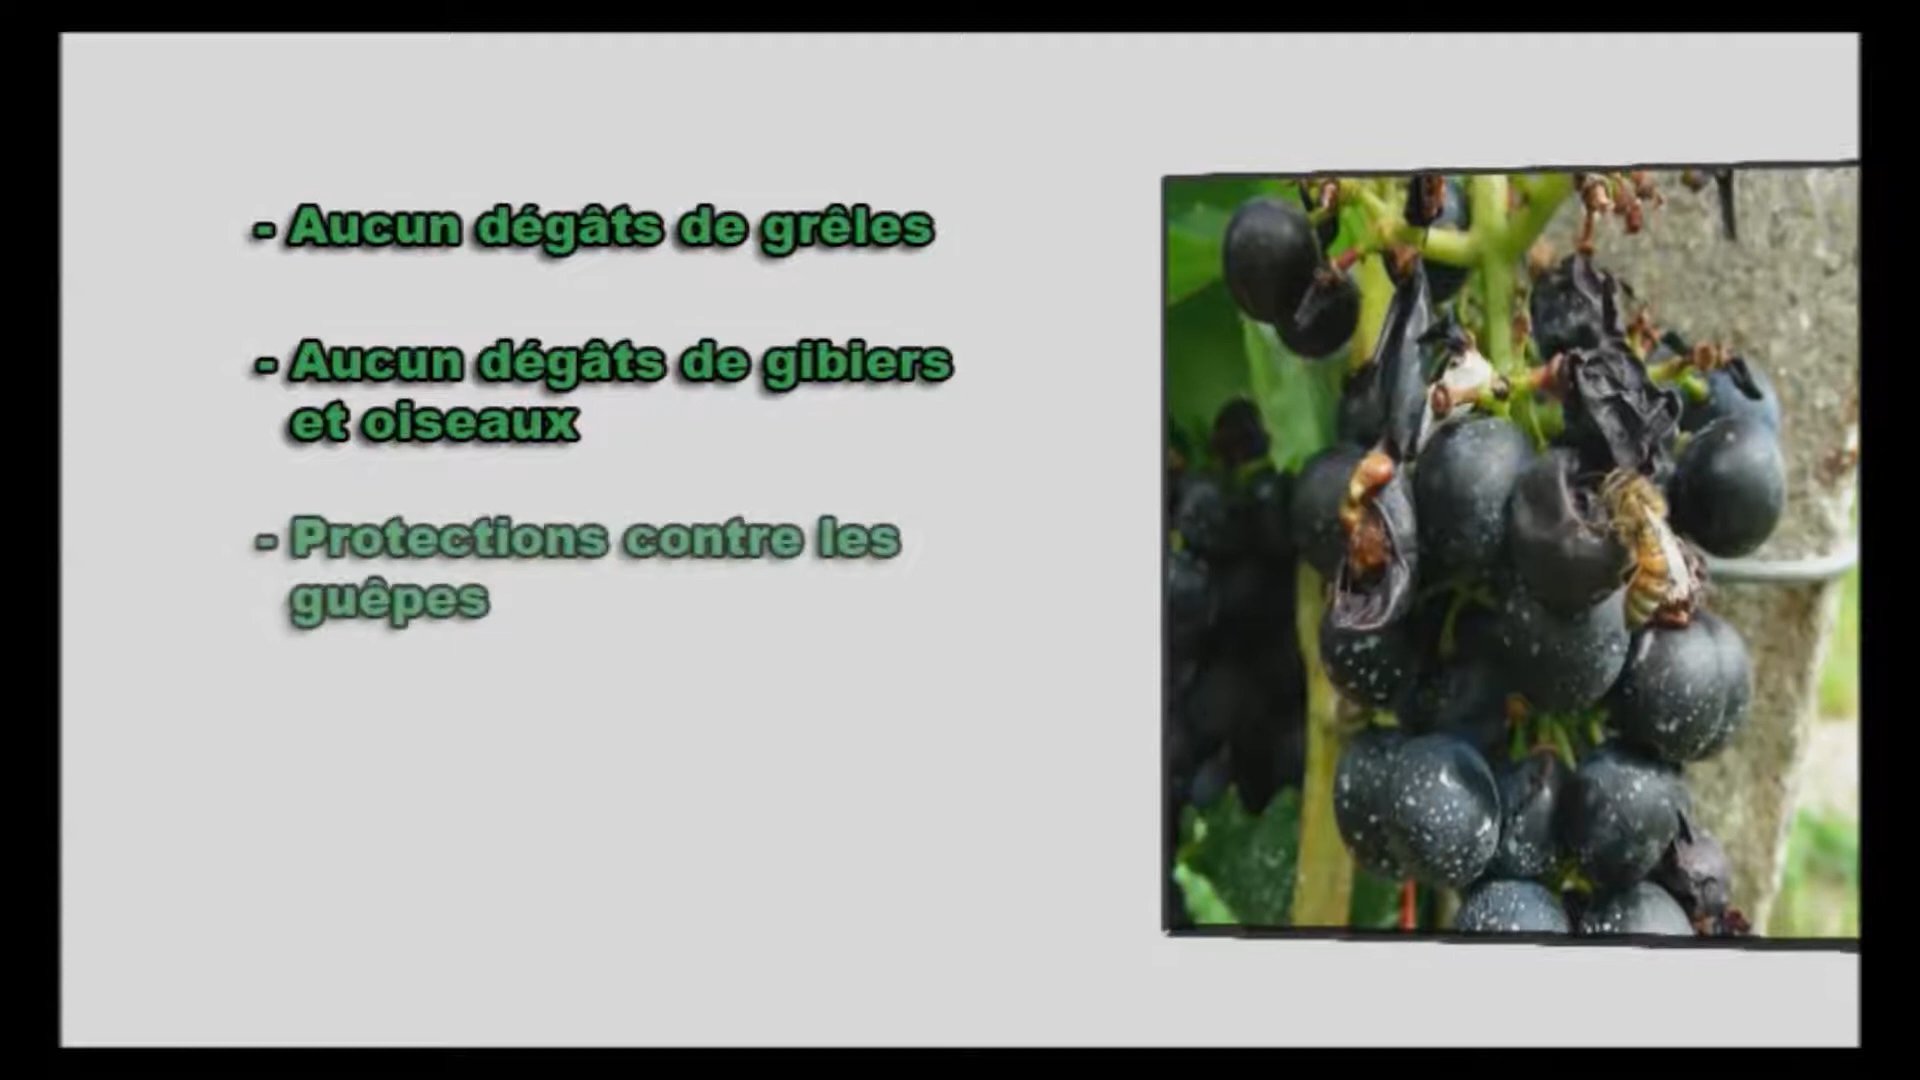 - Aucun dégâts de grêles
- Aucun dégâts de gibiers
et oiseaux
- Protections contre les
guêpes